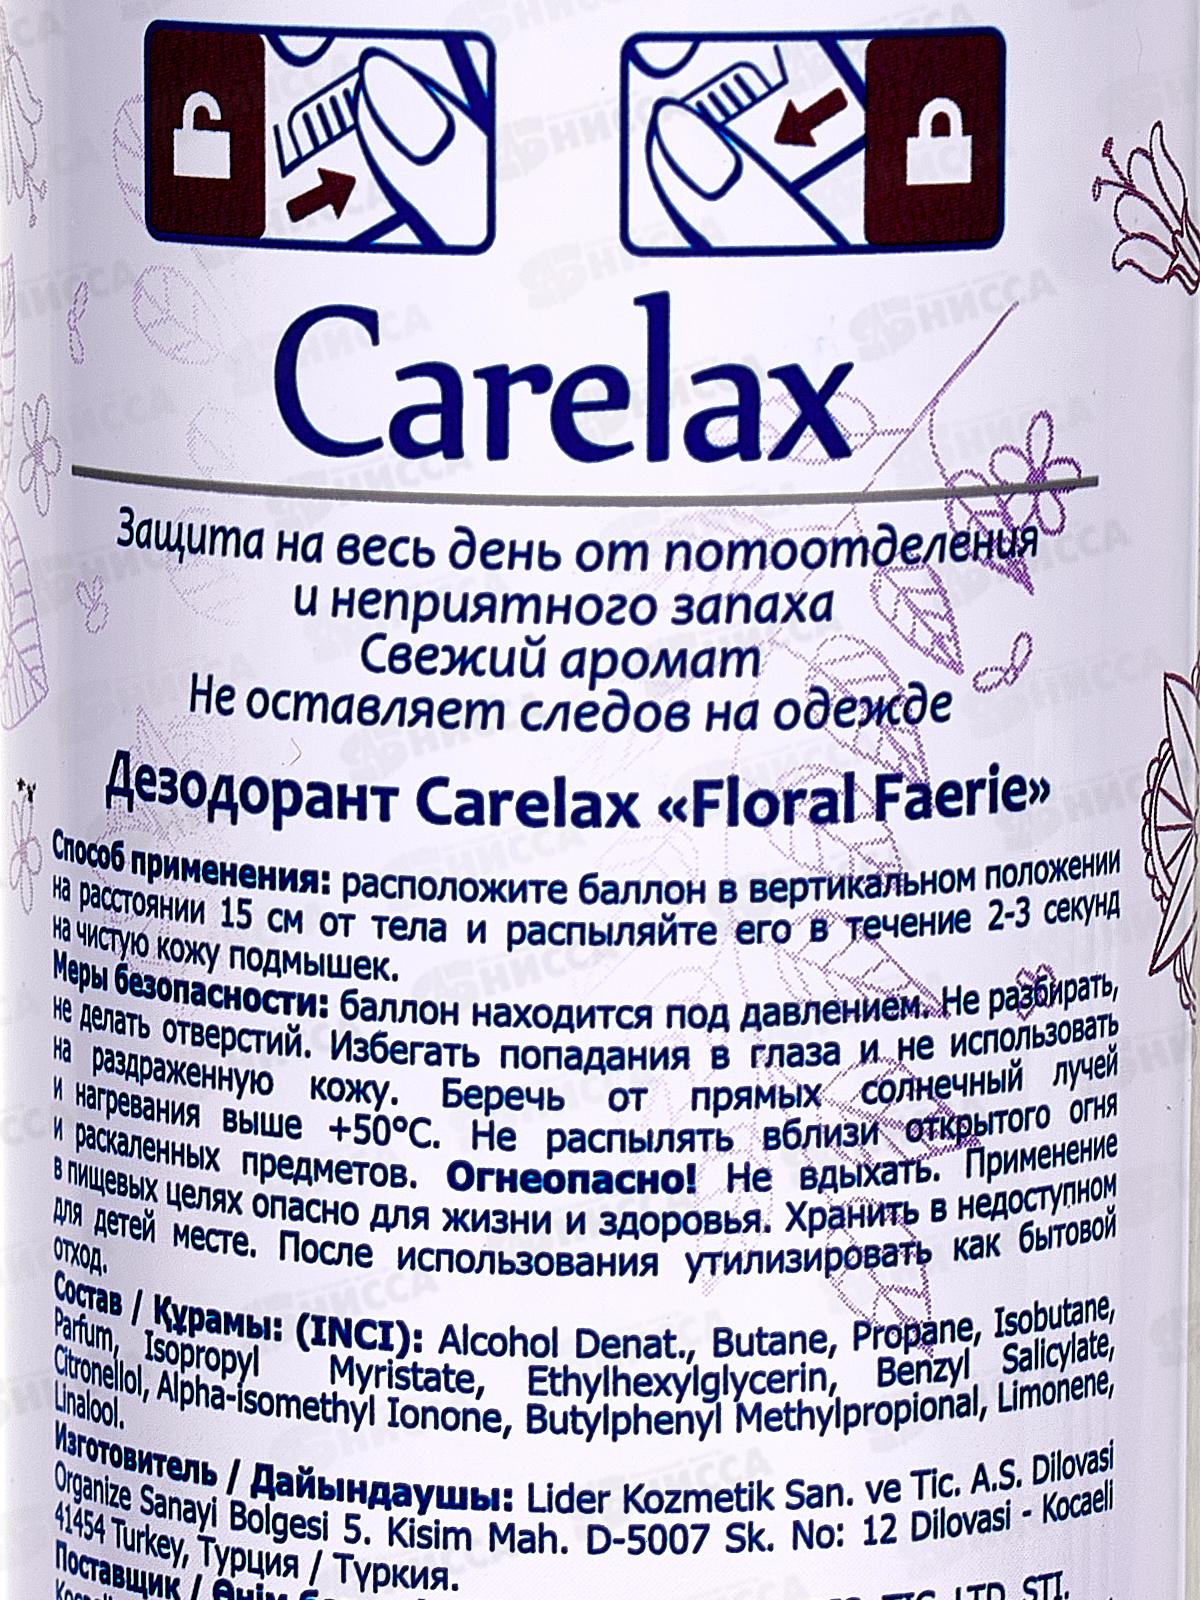 Carelax
Защита на весь день от потоотделения
и неприятного запаха
Свежий аромат
Не оставляет следов на одежде
Дезодорант Carelax «Floral Faerie»
Способ применения: расположите баллон в вертикальном положении
на расстоянии 15 см от тела и распыляйте его в течение 2-3 секунд
на чистую кожу подмышек.
Меры безопасности: баллон находится под давлением. Не разбирать,
не делать отверстий. Избегать попадания в глаза и не использовать
на раздраженную кожу. Беречь от прямых солнечный лучей
и нагревания выше +50°С. Не распылять вблизи открытого огня
и раскаленных предметов. Огнеопасно! Не вдыхать. Применение
в пищевых целях опасно для жизни и здоровья. Хранить в недоступном
для детей месте. После использования утилизировать как бытовой
отход.
Состав / Құрамы: (INCI): Alcohol Denat., Butane, Propane, Isobutane,
Parfum, Isopropyl Myristate, Ethylhexylglycerin, Benzyl Salicylate,
Citronellol, Alpha-isomethyl Ionone, Butylphenyl Methylpropional, Limonene,
Linalool.
Изготовитель / Дайындаушы: Lider Kozmetik San. ve Tic. A.S. Dilovasi
Organize Sanayi Bolgesi 5. Kisim Mah. D-5007 Sk. No: 12 Dilovasi - Kocaeli
41454 Turkey, Турция / Түркия.
Поставщик / Өнім
TIC. LTD. STI.